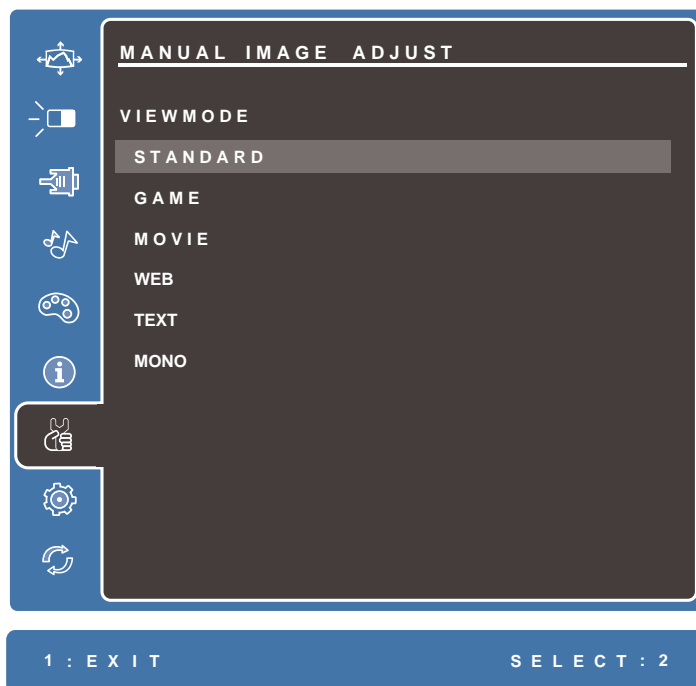 MANUAL IMAGE ADJUST
VIEWMODE
STANDARD
GAME
MOVIE
WEB
TEXT
MONO
1:EXIT SELECT:2